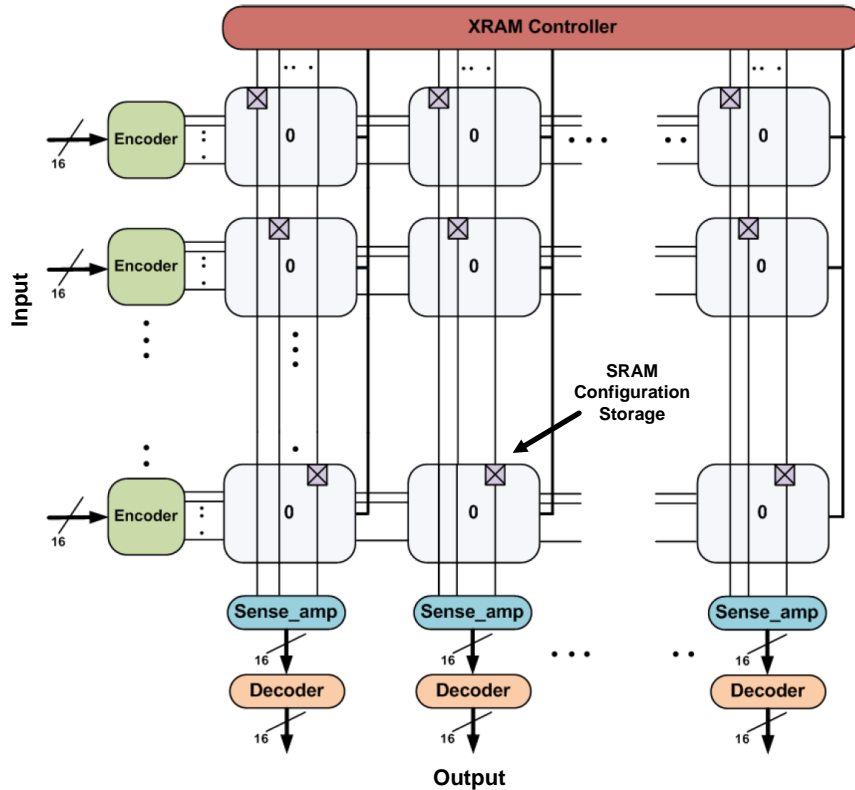 XRAM Controller
Encoder
16
0
0
0
Encoder
16
0
0
0
Input
SRAM
Configuration
Storage
Encoder
16
0
0
0
Sense_amp
Sense_amp
Sense_amp
16
16
16
Decoder
Decoder
Decoder
16
16
16
Output